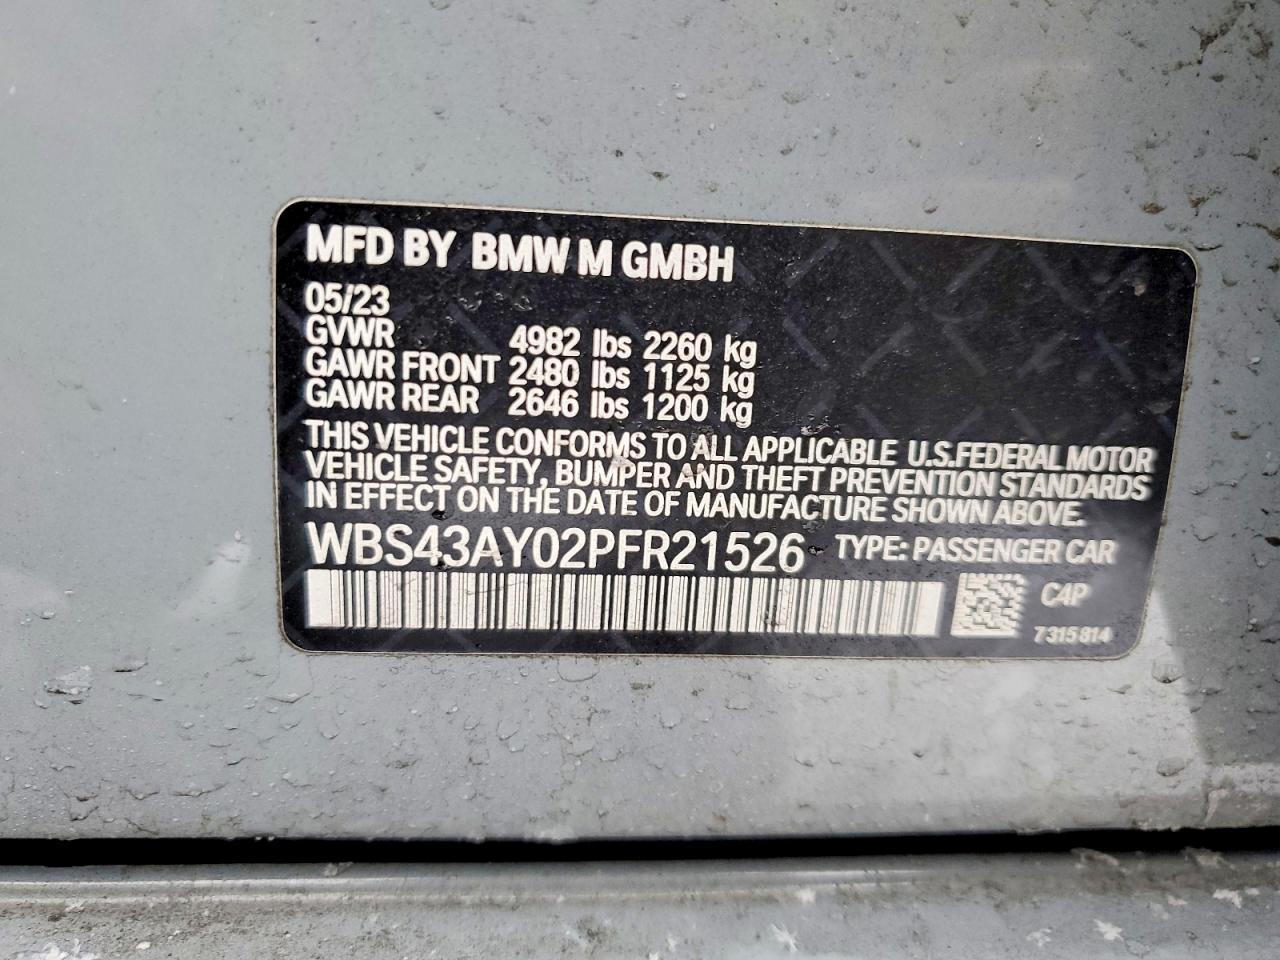 MFD BY BMW M GMBH
05/23
GVWR 4982 lbs 2260 kg
GAWR FRONT 2480 lbs 1125 kg
GAWR REAR 2646 lbs 1200 kg
THIS VEHICLE CONFORMS TO ALL APPLICABLE U.S.FEDERAL MOTOR
VEHICLE SAFETY, BUMPER AND THEFT PREVENTION STANDARDS
IN EFFECT ON THE DATE OF MANUFACTURE SHOWN ABOVE.
WBS43AY02PFR21526 TYPE: PASSENGER CAR
C4P
7 315 814